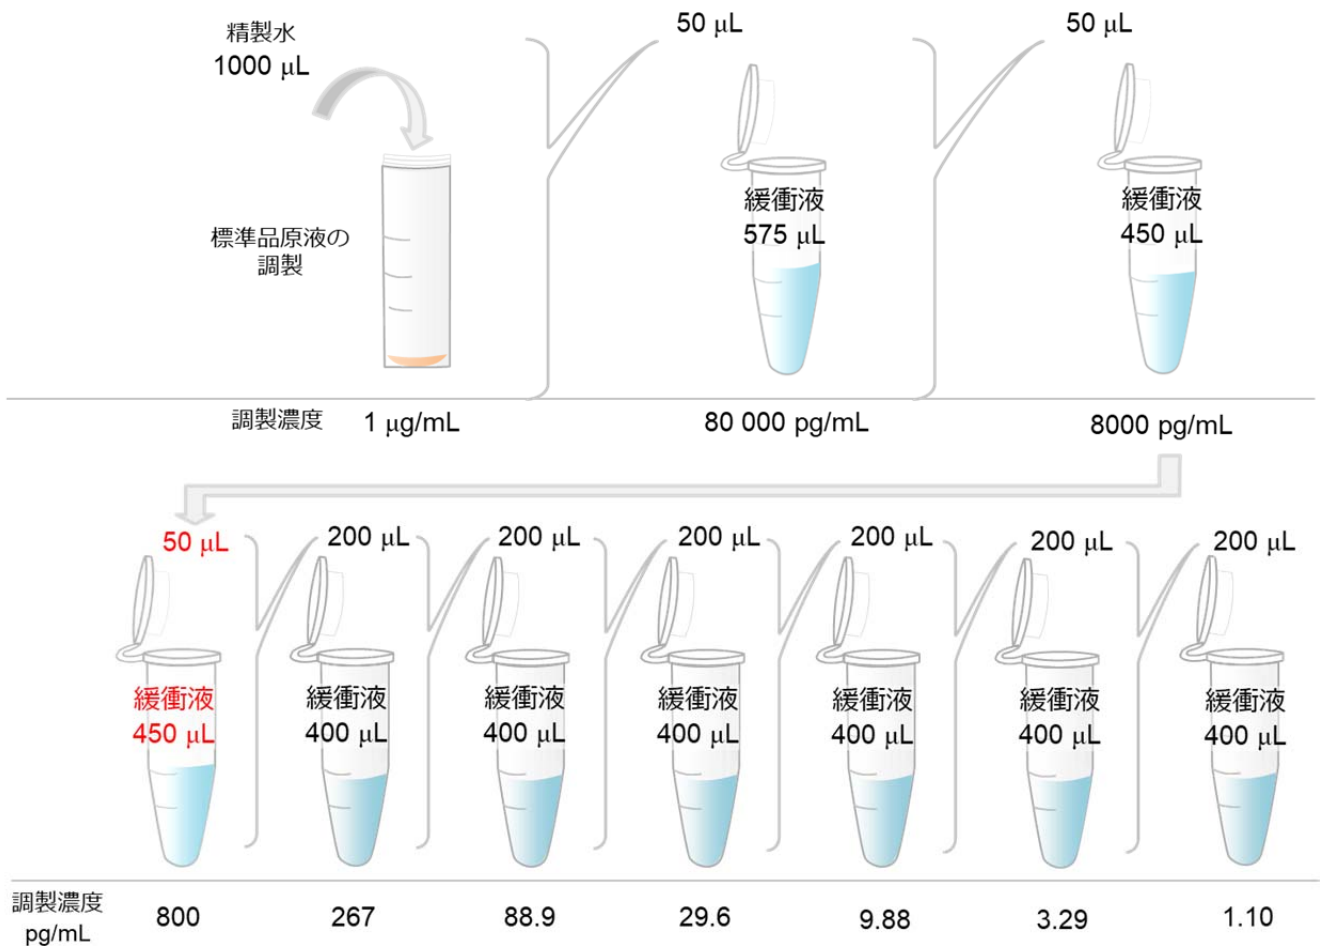 精製水
1000 μL
50 μL
50 μL
緩衝液
575 μL
緩衝液
450 μL
標準品原液の
調製
調製濃度
1 μg/mL
80 000 pg/mL
8000 pg/mL
50 μL
200 μL
200 μL
200 μL
200 μL
200 μL
200 μL
緩衝液
450 μL
緩衝液
400 μL
緩衝液
400 μL
緩衝液
400 μL
緩衝液
400 μL
緩衝液
400 μL
緩衝液
400 μL
調製濃度
pg/mL
800
267
88.9
29.6
9.88
3.29
1.10